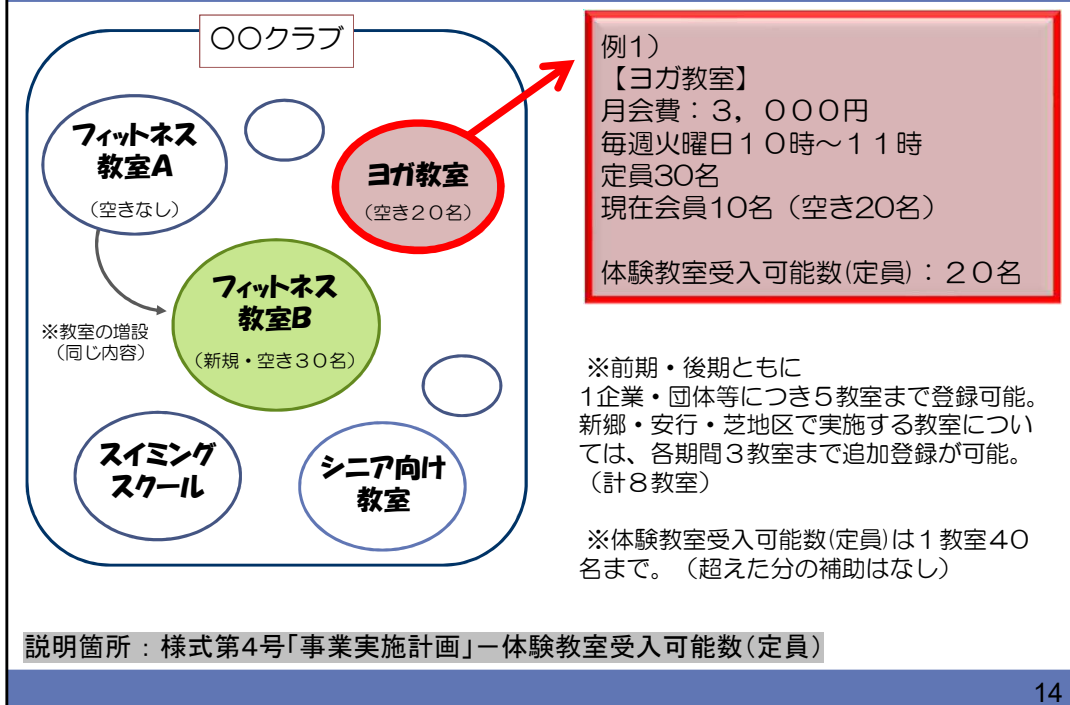 〇〇クラブ
フィットネス
教室A
(空きなし)
ヨガ教室
(空き20名)
フィットネス
教室B
(新規・空き30名)
※教室の増設
(同じ内容)
スイミング
スクール
シニア向け
教室
例1)
【ヨガ教室】
月会費：3,000円
毎週火曜日10時～11時
定員30名
現在会員10名(空き20名)
体験教室受入可能数(定員)：20名
※前期・後期ともに
1企業・団体等につき5教室まで登録可能。
新郷・安行・芝地区で実施する教室につい
ては、各期間3教室まで追加登録が可能。
(計8教室)
※体験教室受入可能数(定員)は1教室40
名まで。(超えた分の補助はなし)
説明箇所：様式第4号「事業実施計画」－体験教室受入可能数(定員)
14